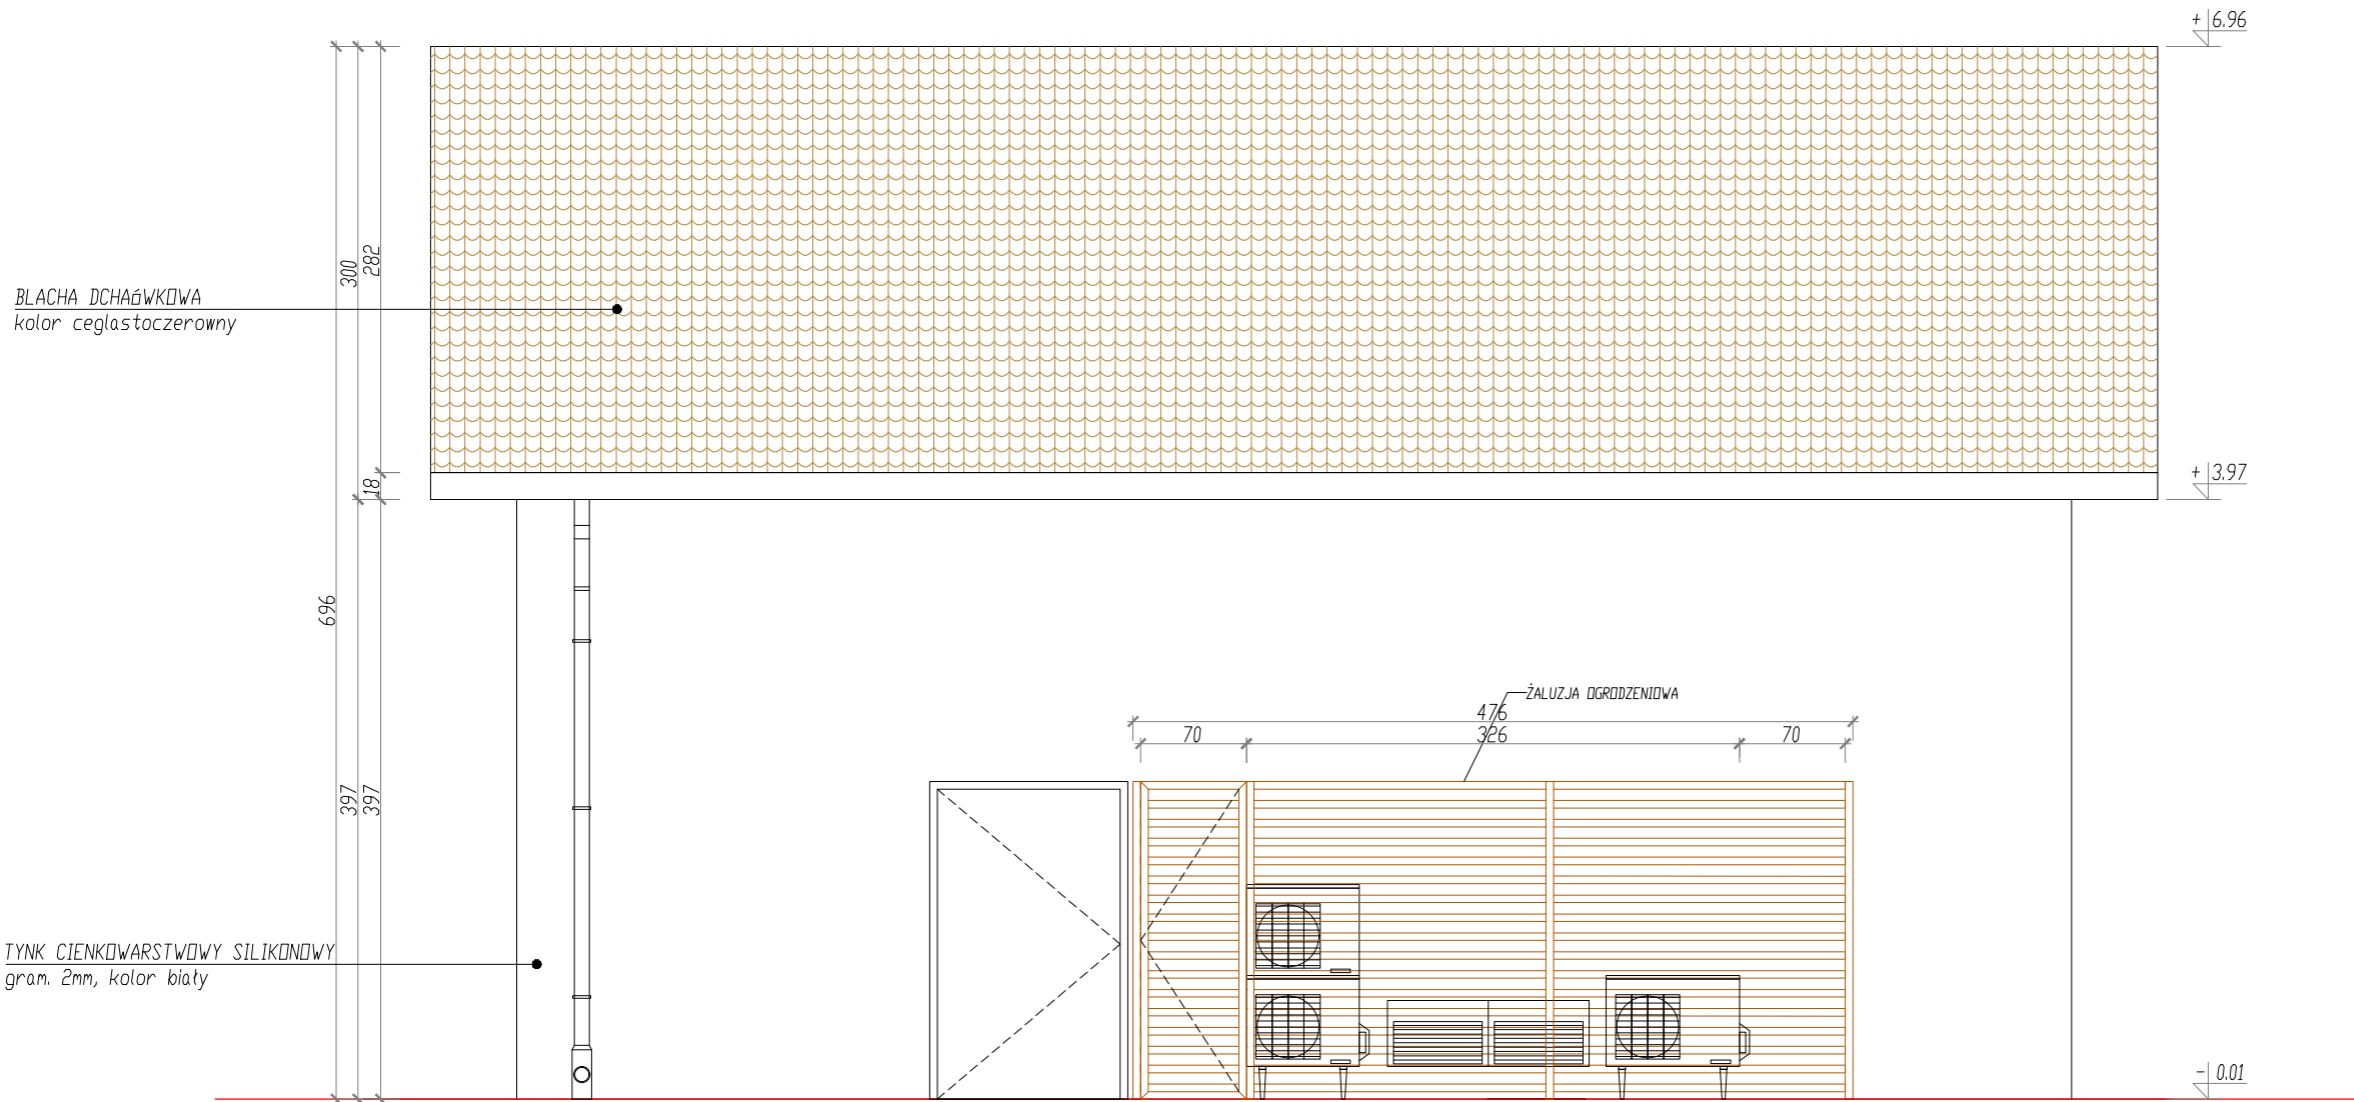 + 6.96
300
282
BLACHA DCHAóWKOWA
kolor ceglastoczerowny
18
+ 3.97
696
ŻALUZJA OGRODZENIOWA
476
70
326
70
397
397
TYNK CIENKOWARSTWOWY SILIKONOWY
gram. 2mm, kolor biały
- 0.01